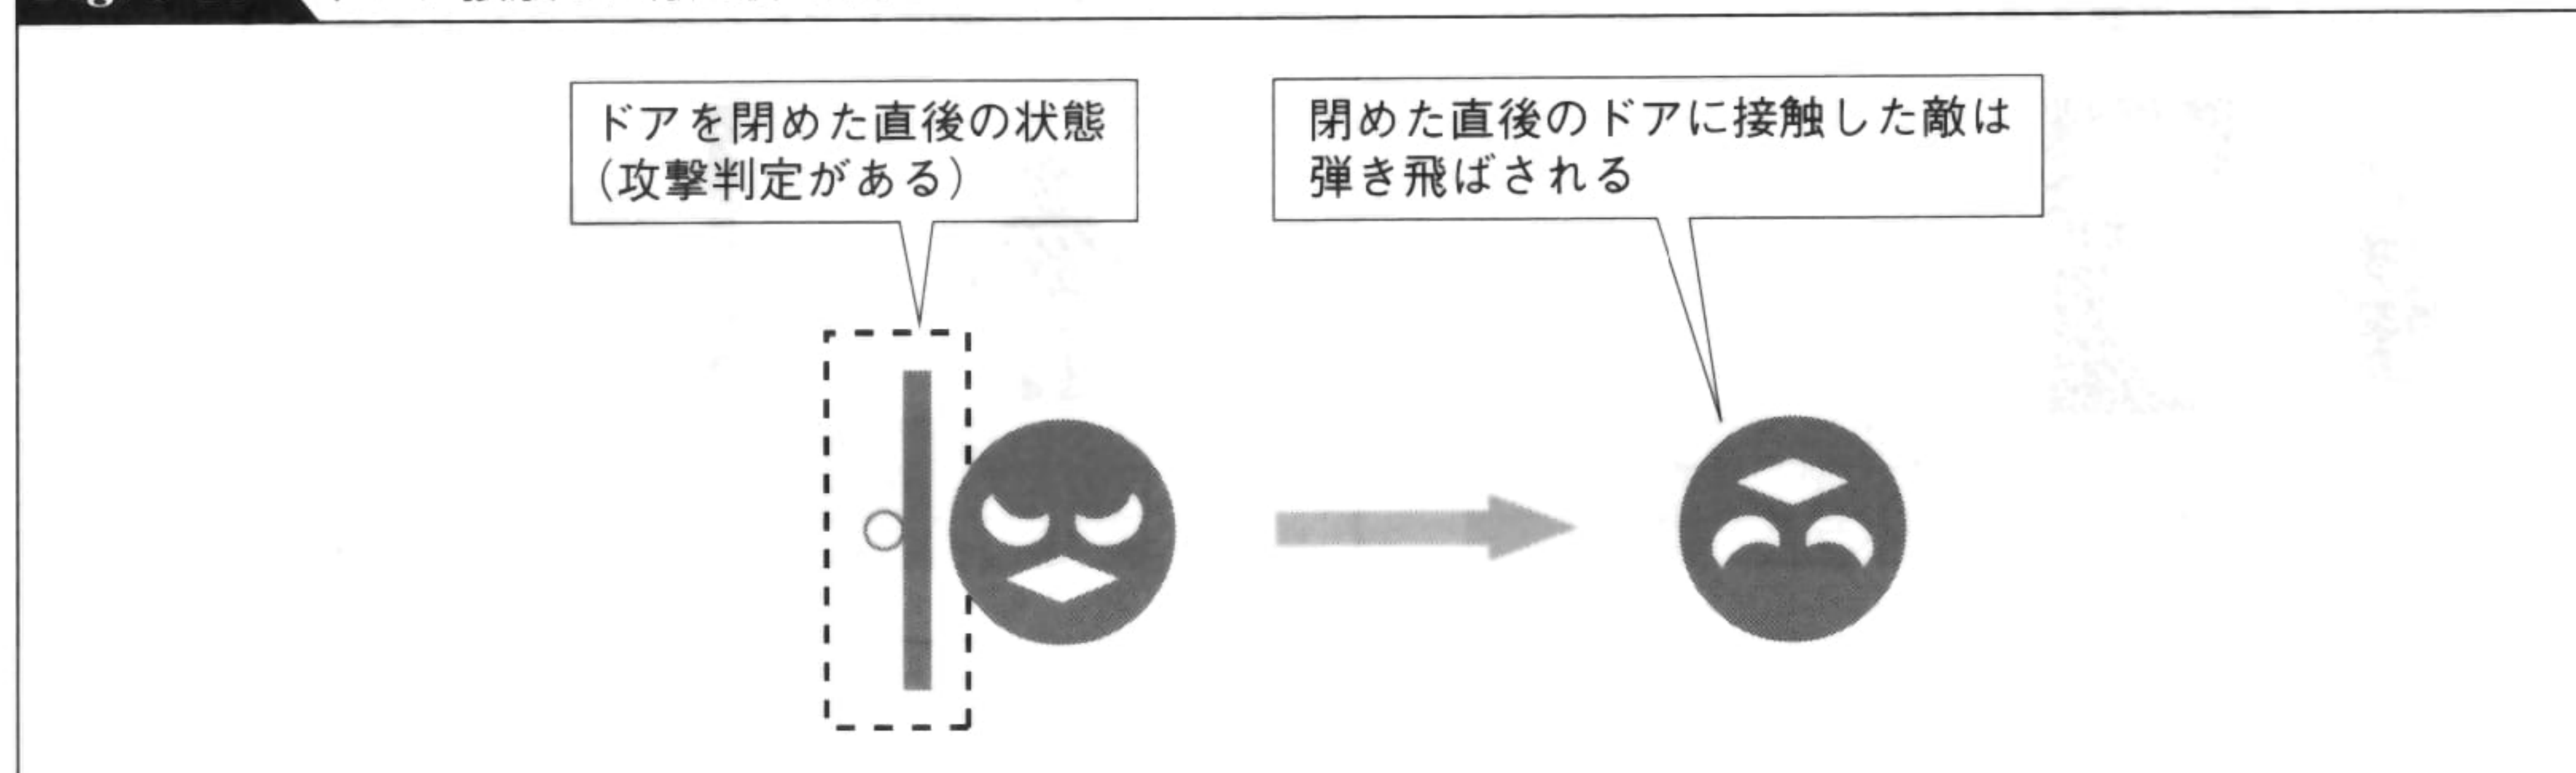 ドアを閉めた直後の状態
(攻撃判定がある)
閉めた直後のドアに接触した敵は
弾き飛ばされる